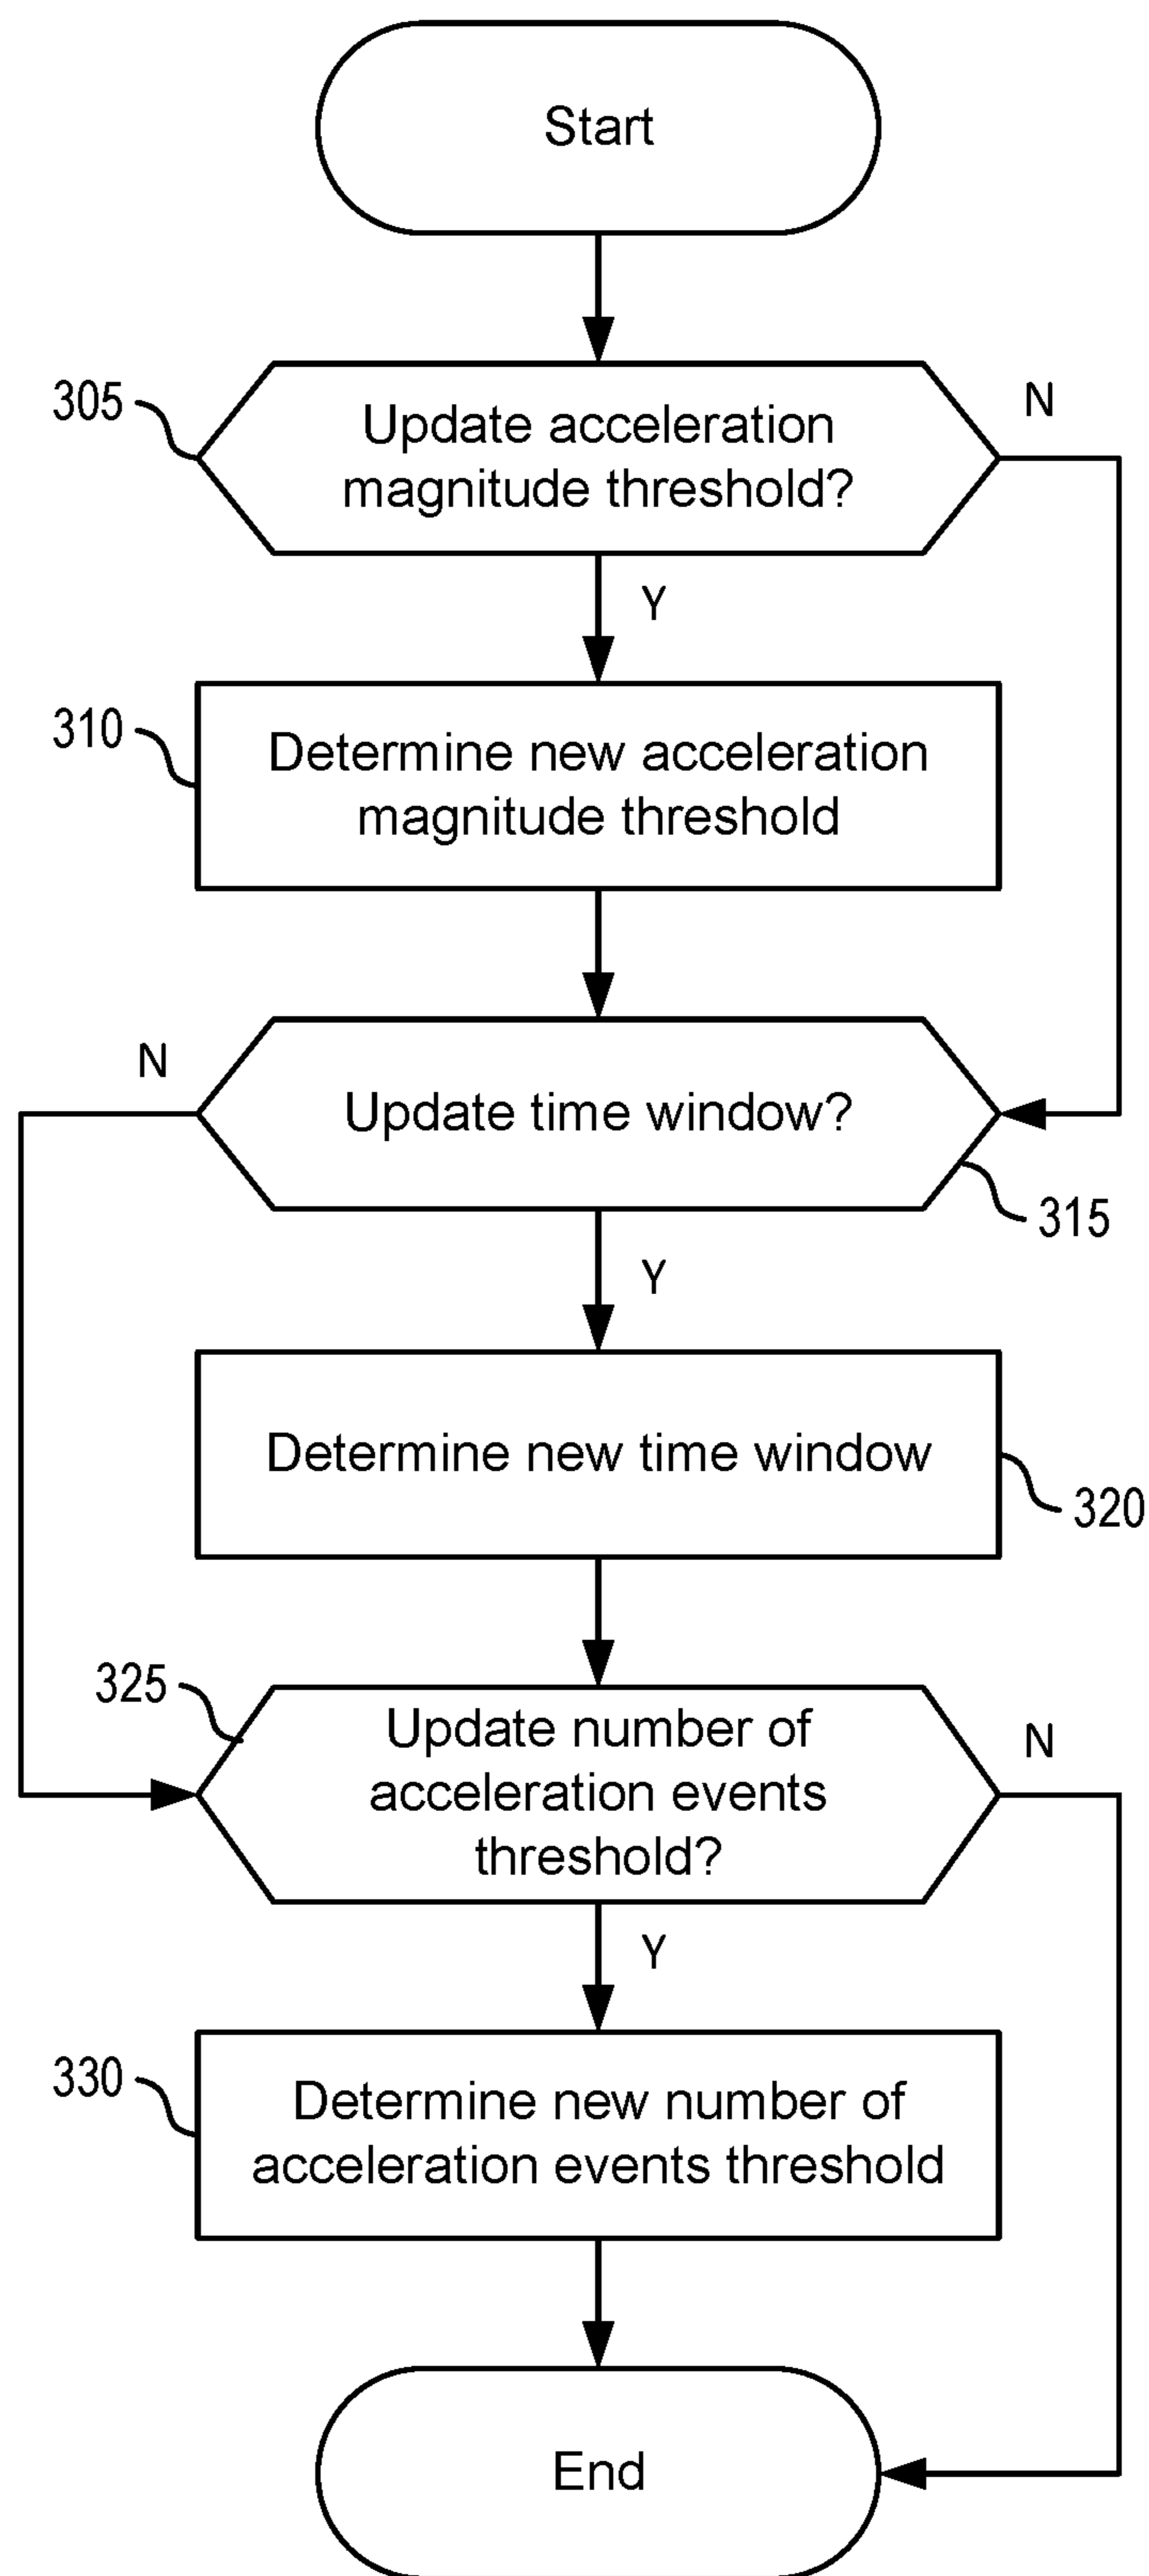 Start
305
Update acceleration
magnitude threshold?
N
Y
310
Determine new acceleration
magnitude threshold
N
Update time window?
315
Y
Determine new time window
320
325
Update number of
acceleration events
threshold?
N
Y
330
Determine new number of
acceleration events threshold
End